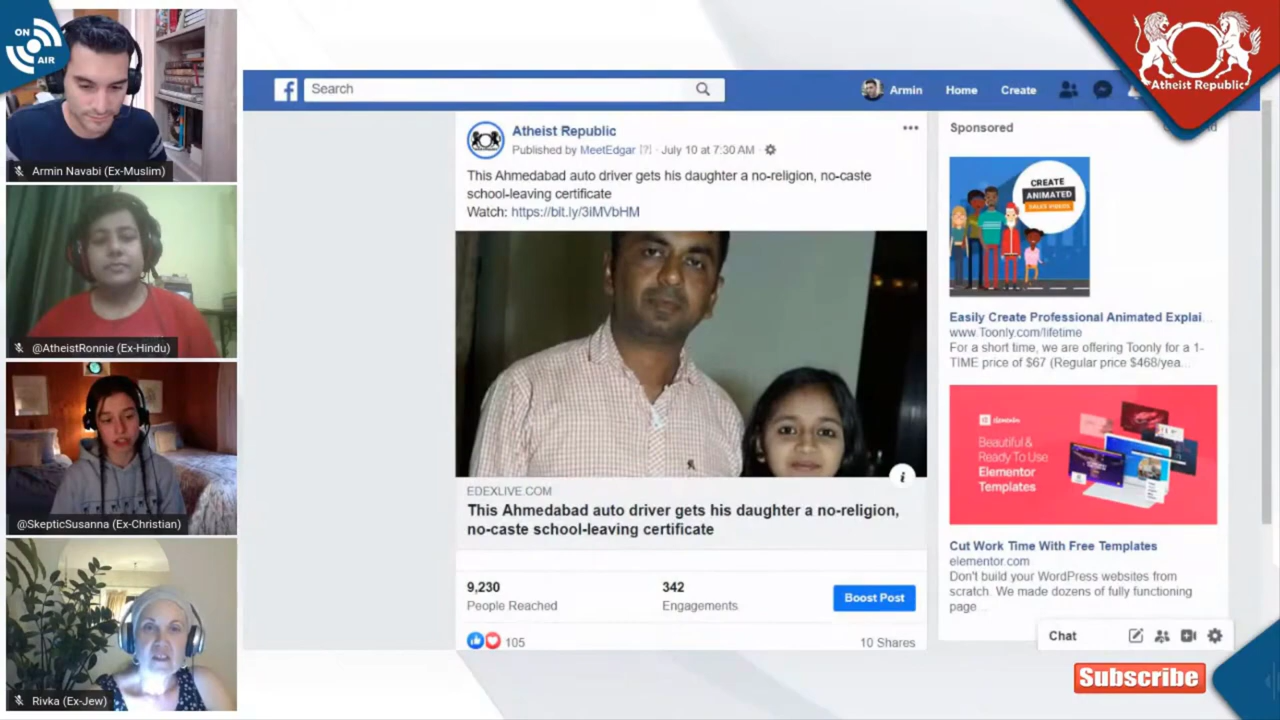 ON
AIR
Armin Navabi (Ex-Muslim)
@AtheistRonnie (Ex-Hindu)
@SkepticSusanna (Ex-Christian)
Rivka (Ex-Jew)
Search
Armin
Home
Create
Atheist Republic
Atheist Republic
Published by MeetEdgar [?] · July 10 at 7:30 AM ·
This Ahmedabad auto driver gets his daughter a no-religion, no-caste
school-leaving certificate
Watch: https://bit.ly/3iMVbHM
EDEXLIVE.COM
This Ahmedabad auto driver gets his daughter a no-religion,
no-caste school-leaving certificate
9,230
People Reached
342
Engagements
Boost Post
105
10 Shares
Sponsored
CREATE
ANIMATED
SALES VIDEOS
Easily Create Professional Animated Explai...
www.Toonly.com/lifetime
For a short time, we are offering Toonly for a 1-
TIME price of $67 (Regular price $468/yea...
Beautiful &
Ready To Use
Elementor
Templates
Cut Work Time With Free Templates
elementor.com
Don't build your WordPress websites from
scratch. We made dozens of fully functioning
page...
Chat
Subscribe